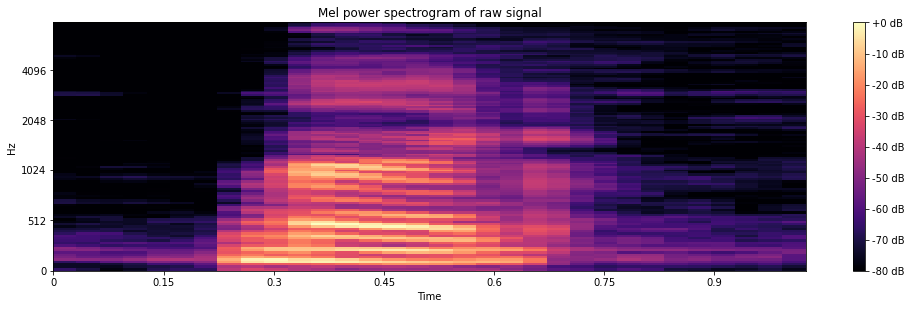 Mel power spectrogram of raw signal
Hz
4096
2048
1024
512
0
0 0.15 0.3 0.45 0.6 0.75 0.9
Time
+0 dB
-10 dB
-20 dB
-30 dB
-40 dB
-50 dB
-60 dB
-70 dB
-80 dB